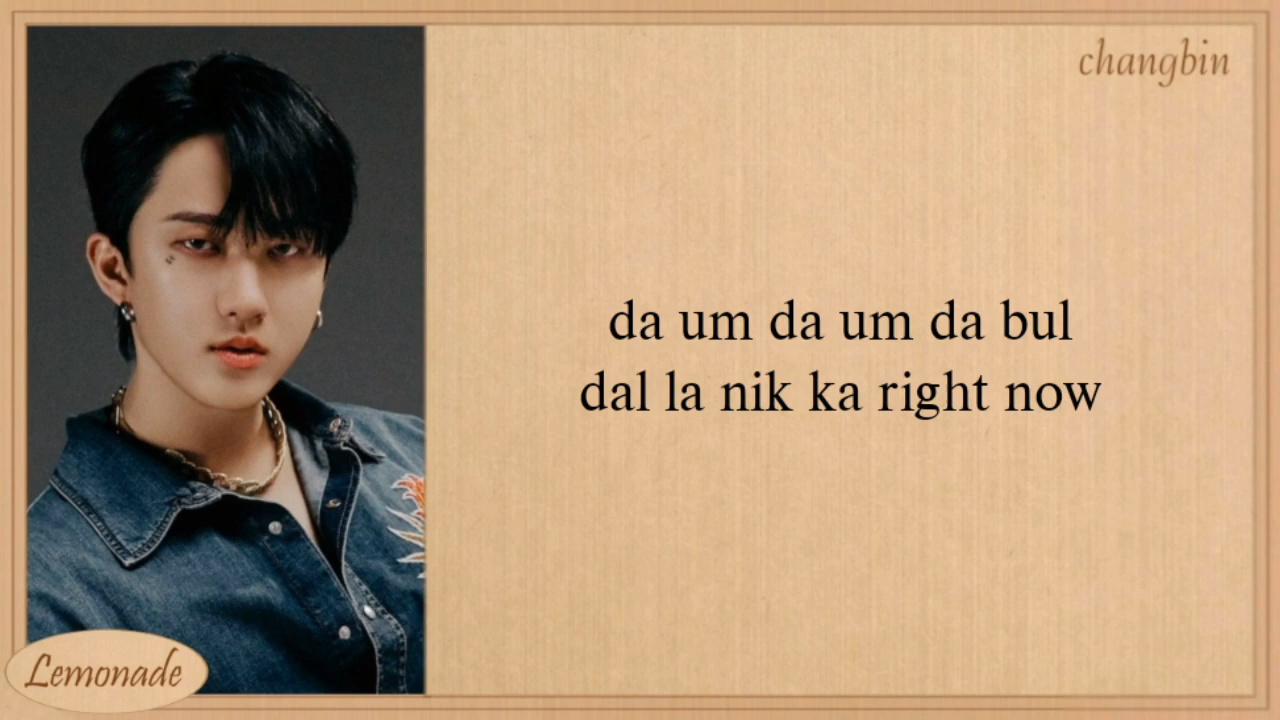 changbin
da um da um da bul
dal la nik ka right now
Lemonade